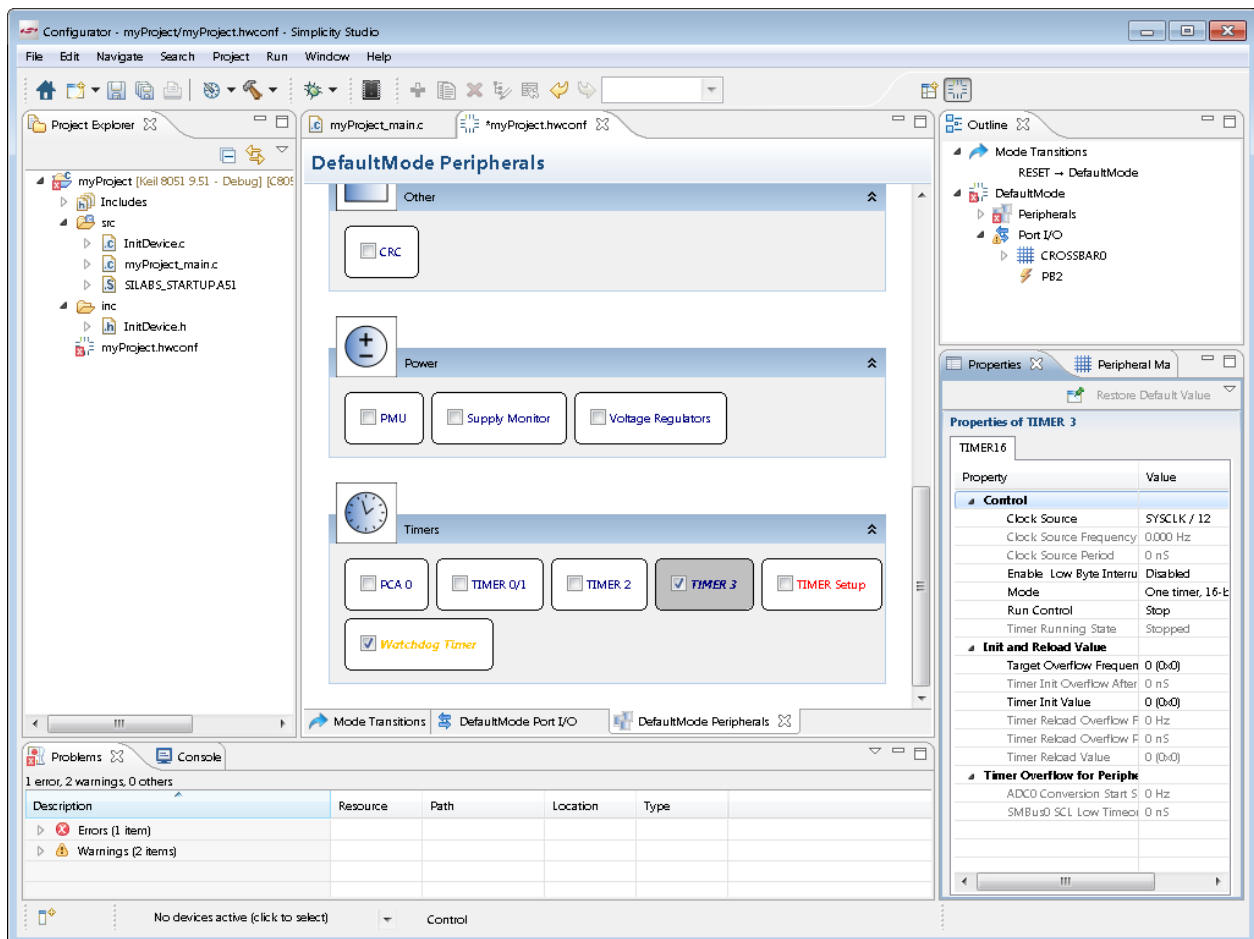 Configurator - myProject/myProject.hwconf - Simplicity Studio
File Edit Navigate Search Project Run Window Help
Project Explorer
myProject [Keil 8051 9.51 - Debug] [C805
Includes
src
InitDevice.c
myProject_main.c
SILABS_STARTUP.A51
inc
InitDevice.h
myProject.hwconf
myProject_main.c *myProject.hwconf
DefaultMode Peripherals
Other
CRC
Power
PMU Supply Monitor Voltage Regulators
Timers
PCA 0 TIMER 0/1 TIMER 2 TIMER 3 TIMER Setup
Watchdog Timer
Mode Transitions DefaultMode Port I/O DefaultMode Peripherals
Outline
Mode Transitions
RESET → DefaultMode
DefaultMode
Peripherals
Port I/O
CROSSBAR0
PB2
Properties Peripheral Ma
Restore Default Value
Properties of TIMER 3
TIMER16
Property Value
Control
Clock Source SYSCLK / 12
Clock Source Frequency 0.000 Hz
Clock Source Period 0 nS
Enable Low Byte Interru Disabled
Mode One timer, 16-b
Run Control Stop
Timer Running State Stopped
Init and Reload Value
Target Overflow Frequen 0 (0x0)
Timer Init Overflow After 0 nS
Timer Init Value 0 (0x0)
Timer Reload Overflow F 0 Hz
Timer Reload Overflow P 0 nS
Timer Reload Value 0 (0x0)
Timer Overflow for Periphe
ADC0 Conversion Start S 0 Hz
SMBus0 SCL Low Timeou 0 nS
Problems Console
1 error, 2 warnings, 0 others
Description Resource Path Location Type
Errors (1 item)
Warnings (2 items)
No devices active (click to select) Control